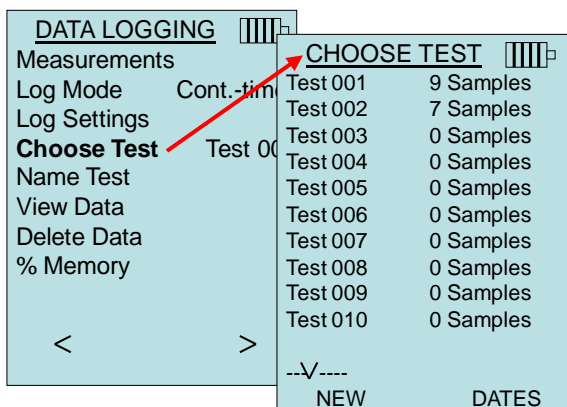 DATA LOGGING
Measurements
Log Mode Cont.-time
Log Settings
Choose Test Test 00
Name Test
View Data
Delete Data
% Memory
< >
CHOOSE TEST
Test 001 9 Samples
Test 002 7 Samples
Test 003 0 Samples
Test 004 0 Samples
Test 005 0 Samples
Test 006 0 Samples
Test 007 0 Samples
Test 008 0 Samples
Test 009 0 Samples
Test 010 0 Samples
---V----
NEW DATES